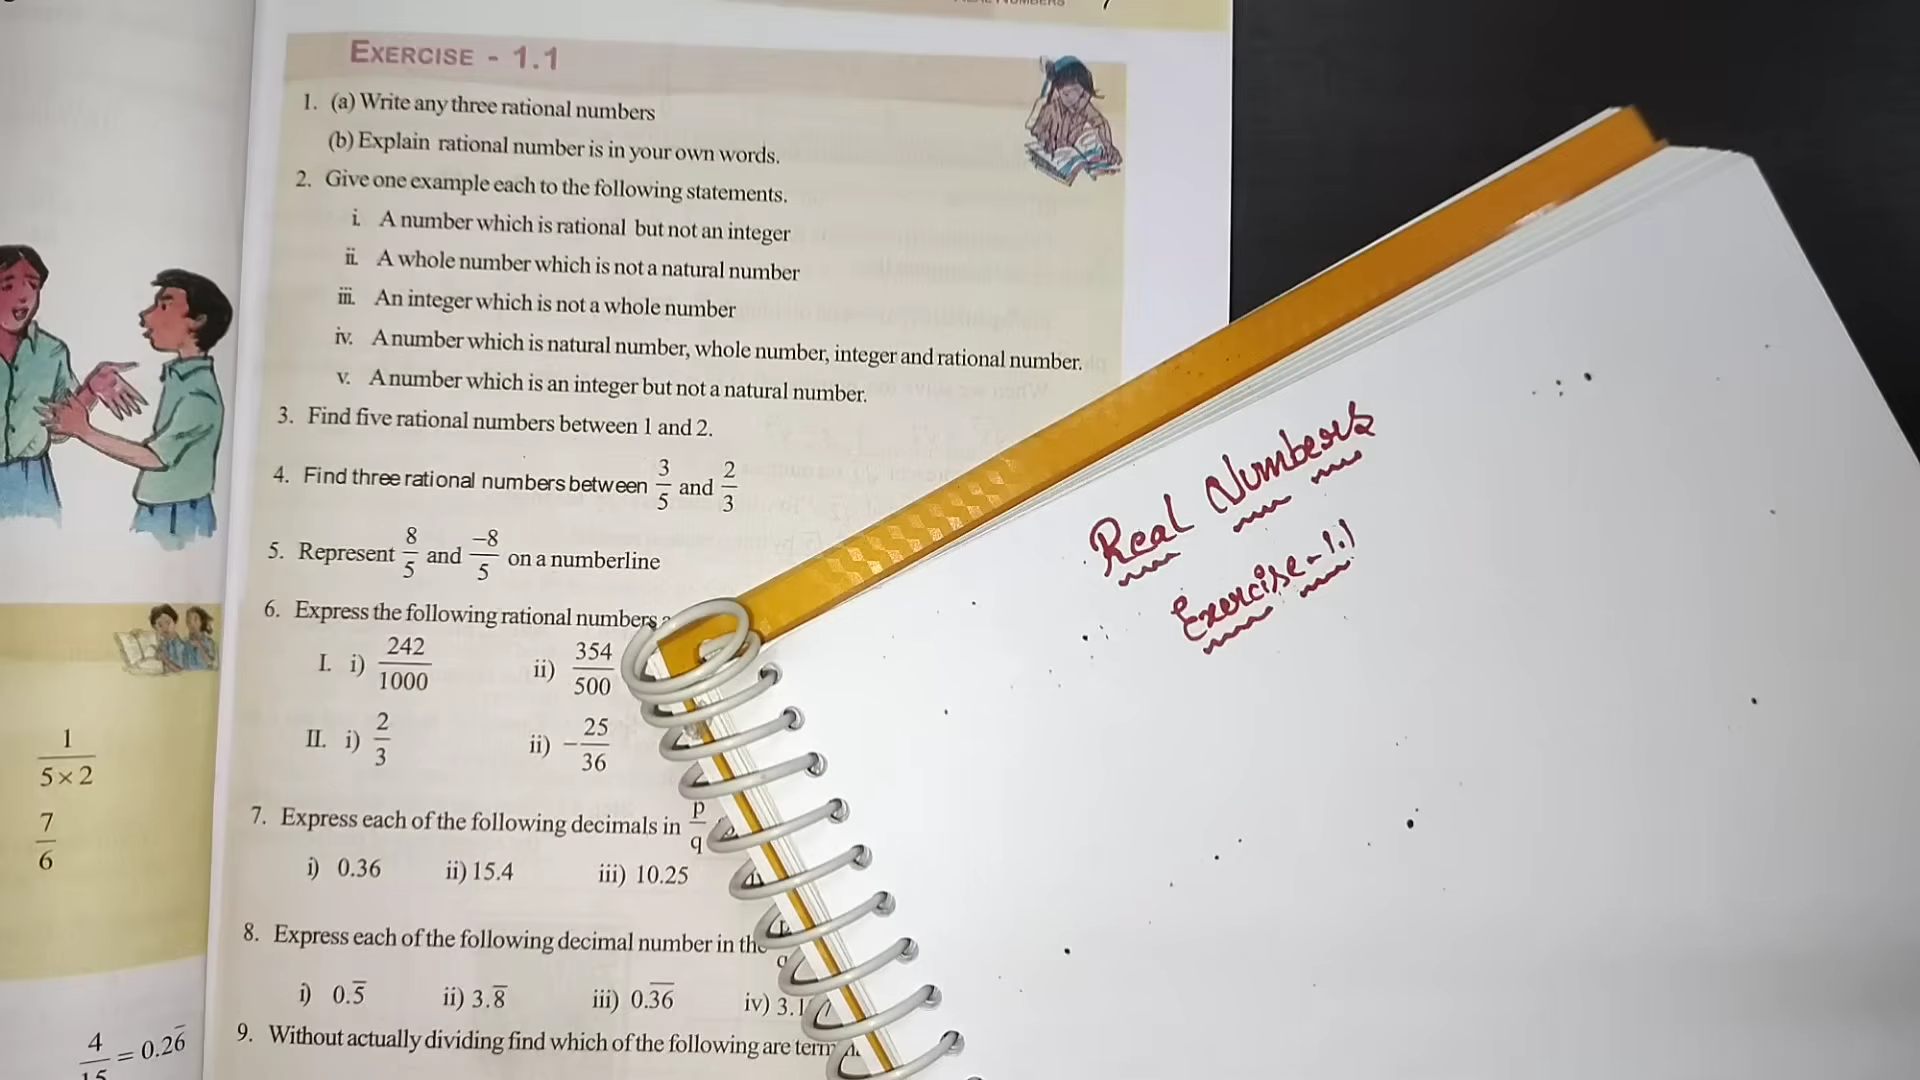 EXERCISE - 1.1
1. (a) Write any three rational numbers
(b) Explain rational number is in your own words.
2. Give one example each to the following statements.
i. A number which is rational but not an integer
ii. A whole number which is not a natural number
iii. An integer which is not a whole number
iv. A number which is natural number, whole number, integer and rational number.
v. A number which is an integer but not a natural number.
3. Find five rational numbers between 1 and 2.
4. Find three rational numbers between 3/5 and 2/3
5. Represent 8/5 and -8/5 on a numberline
6. Express the following rational numbers
I. i) 242/1000 ii) 354/500
II. i) 2/3 ii) -25/36
7. Express each of the following decimals in p/q
i) 0.36 ii) 15.4 iii) 10.25
8. Express each of the following decimal number in the
i) 0.5̅ ii) 3.8̅ iii) 0.3̅6̅ iv) 3.1
9. Without actually dividing find which of the following are
1/(5×2)
7/6
4/15 = 0.26̅
Real Numbers
Exercise-1.1